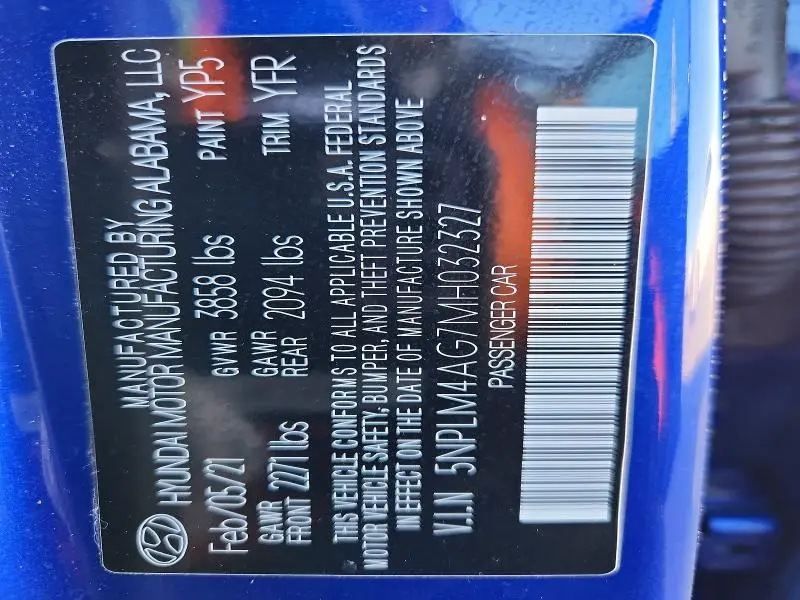 MANUFACTURED BY
HYUNDAI MOTOR MANUFACTURING ALABAMA, LLC
Feb/05/21 GVWR 3858 lbs PAINT YP5
GAWR FRONT 2271 lbs GAWR REAR 2094 lbs TRIM YFR
THIS VEHICLE CONFORMS TO ALL APPLICABLE U.S.A. FEDERAL
MOTOR VEHICLE SAFETY, BUMPER, AND THEFT PREVENTION STANDARDS
IN EFFECT ON THE DATE OF MANUFACTURE SHOWN ABOVE
V.I.N 5NPLM4AG7MH032327
PASSENGER CAR